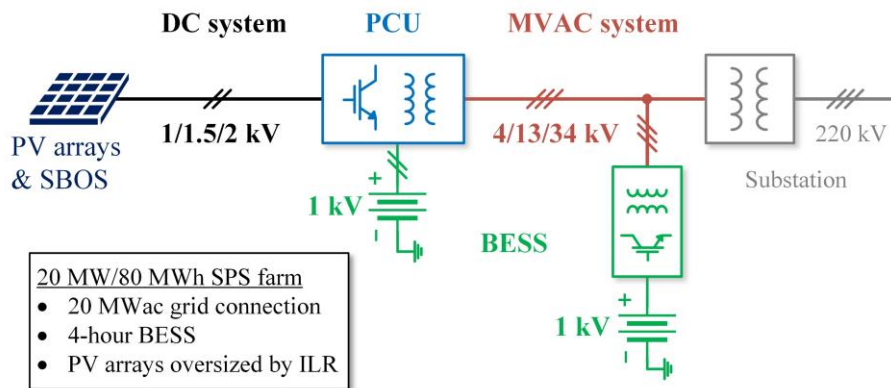 DC system
PCU
MVAC system
1/1.5/2 kV
4/13/34 kV
220 kV
PV arrays
& SBOS
Substation
+
1 kV
-
BESS
+
1 kV
-
20 MW/80 MWh SPS farm
• 20 MWac grid connection
• 4-hour BESS
• PV arrays oversized by ILR